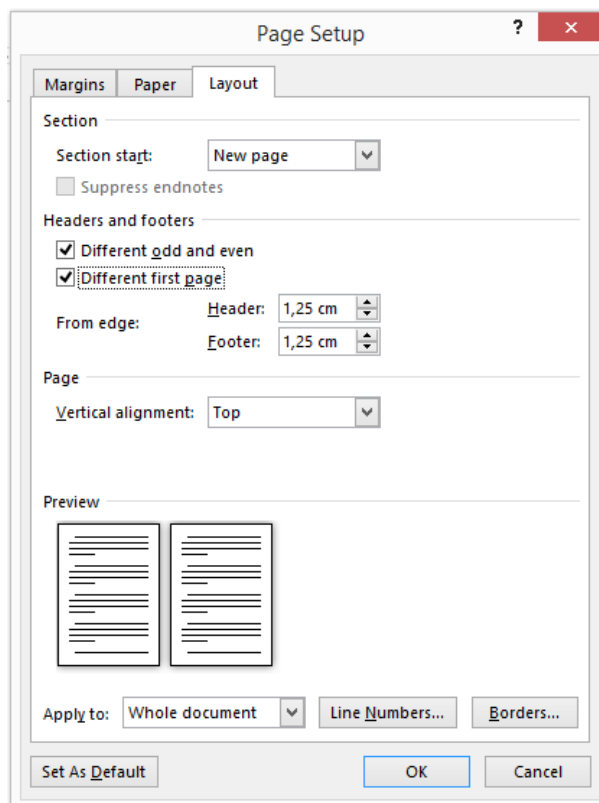 Page Setup ?
Margins Paper Layout
Section
Section start: New page
Suppress endnotes
Headers and footers
Different odd and even
Different first page
From edge:
Header: 1,25 cm
Footer: 1,25 cm
Page
Vertical alignment: Top
Preview
Apply to: Whole document Line Numbers... Borders...
Set As Default OK Cancel